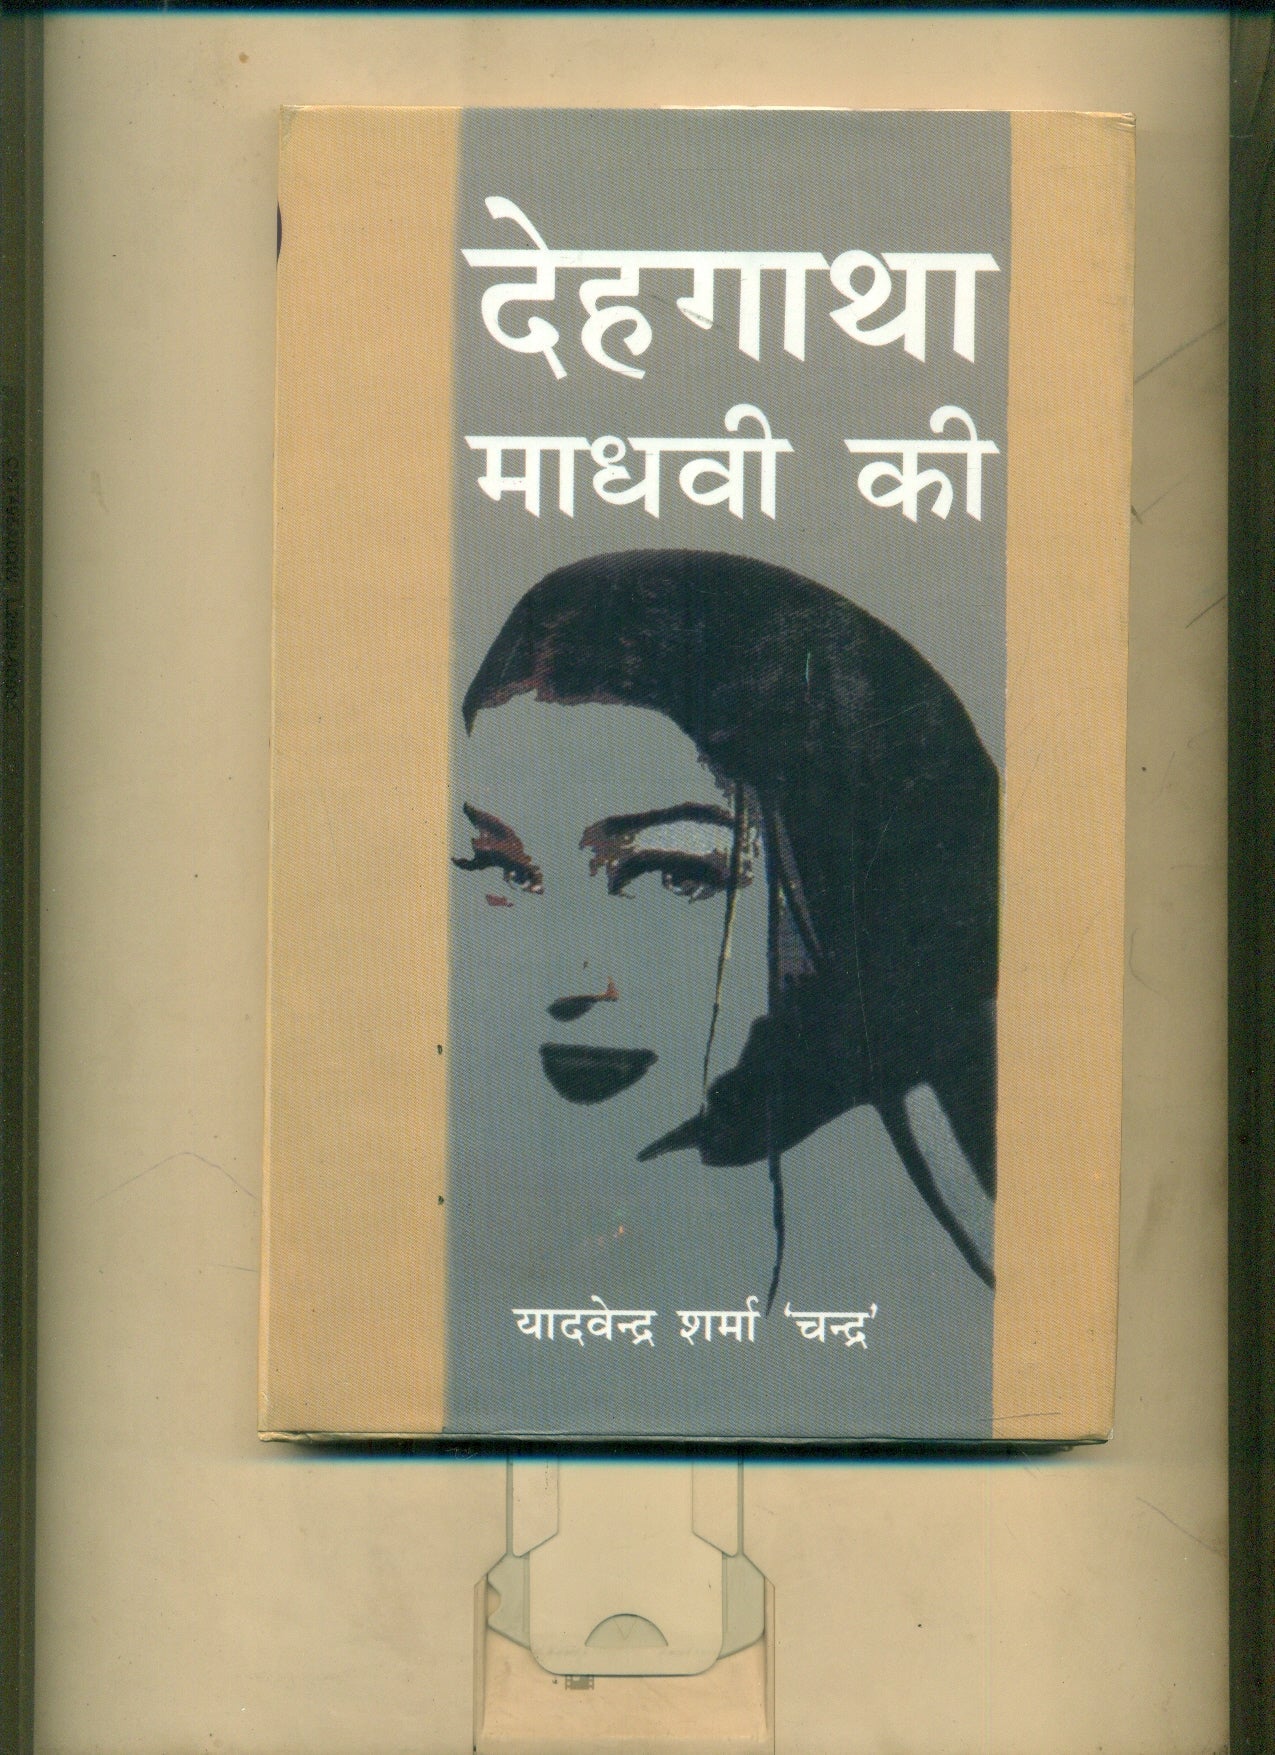 देहगाथा
माधवी की
यादवेन्द्र शर्मा ‘चन्द्र’